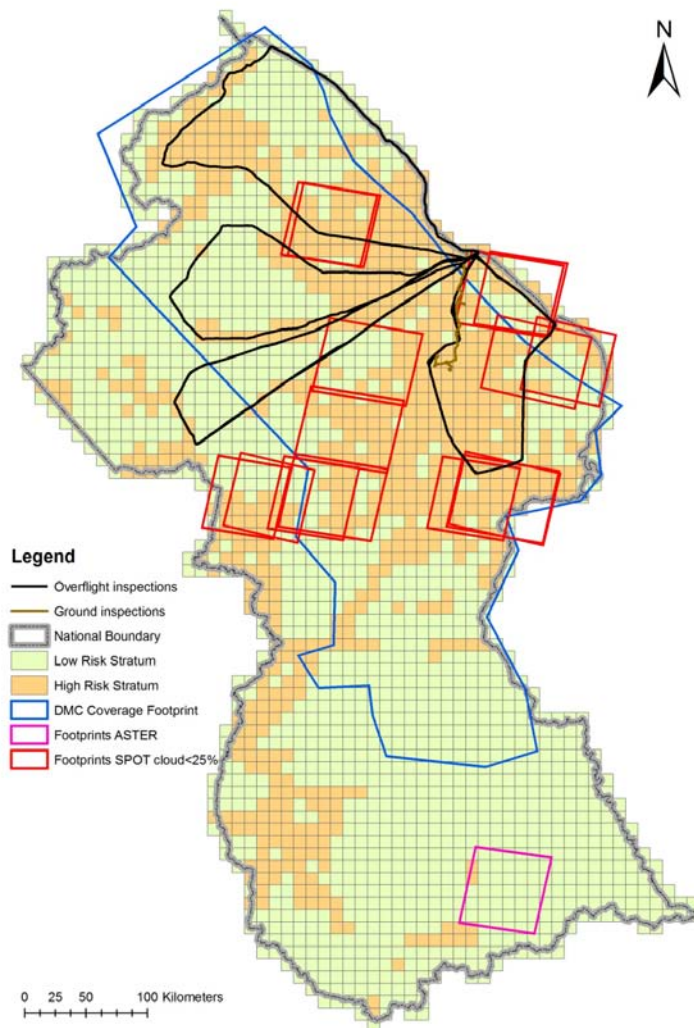 N
Legend
Overflight inspections
Ground inspections
National Boundary
Low Risk Stratum
High Risk Stratum
DMC Coverage Footprint
Footprints ASTER
Footprints SPOT cloud<25%
0 25 50 100 Kilometers